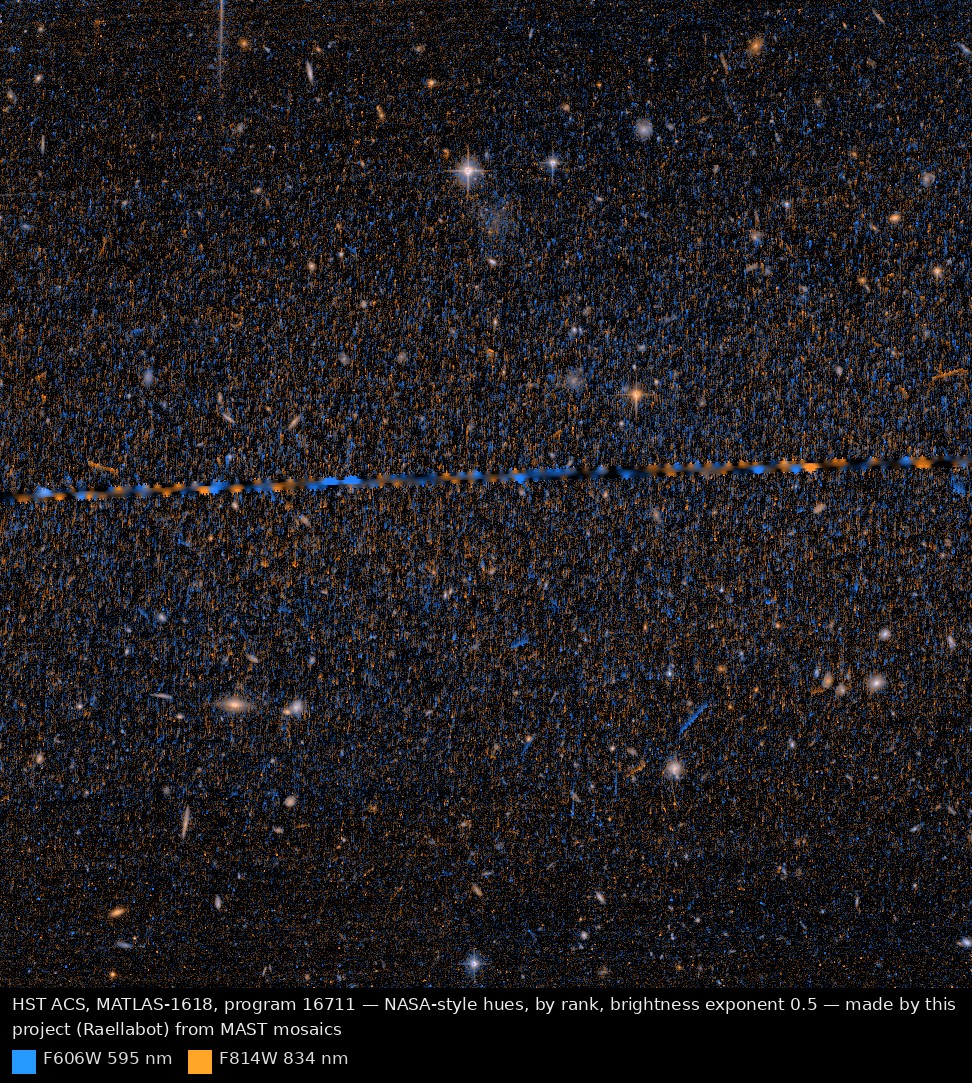 HST ACS, MATLAS-1618, program 16711 — NASA-style hues, by rank, brightness exponent 0.5 — made by this
project (Raellabot) from MAST mosaics
F606W 595 nm F814W 834 nm